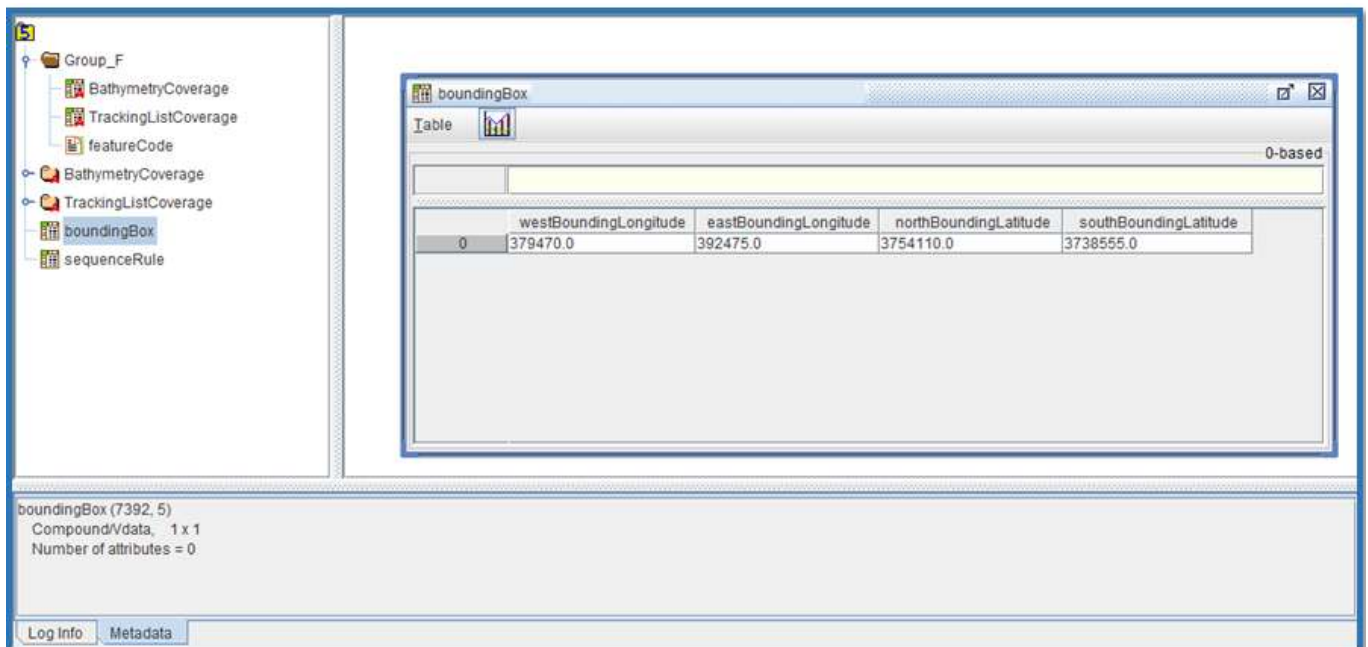 5
Group_F
BathymetryCoverage
TrackingListCoverage
featureCode
BathymetryCoverage
TrackingListCoverage
boundingBox
sequenceRule
boundingBox
Table
0-based
westBoundingLongitude eastBoundingLongitude northBoundingLatitude southBoundingLatitude
0 379470.0 392475.0 3754110.0 3738555.0
boundingBox (7392, 5)
Compound/Vdata, 1 x 1
Number of attributes = 0
Log Info Metadata